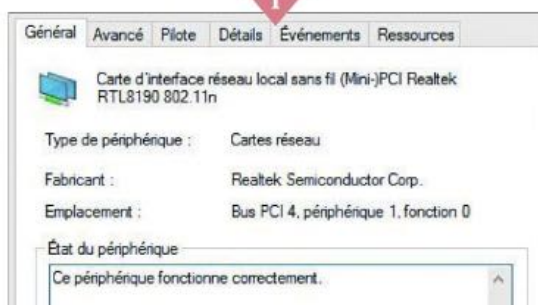 1
Général Avancé Pilote Détails Événements Ressources
Carte d'interface réseau local sans fil (Mini-)PCI Realtek
RTL8190 802.11n
Type de périphérique : Cartes réseau
Fabricant : Realtek Semiconductor Corp.
Emplacement : Bus PCI 4, périphérique 1, fonction 0
État du périphérique
Ce périphérique fonctionne correctement.